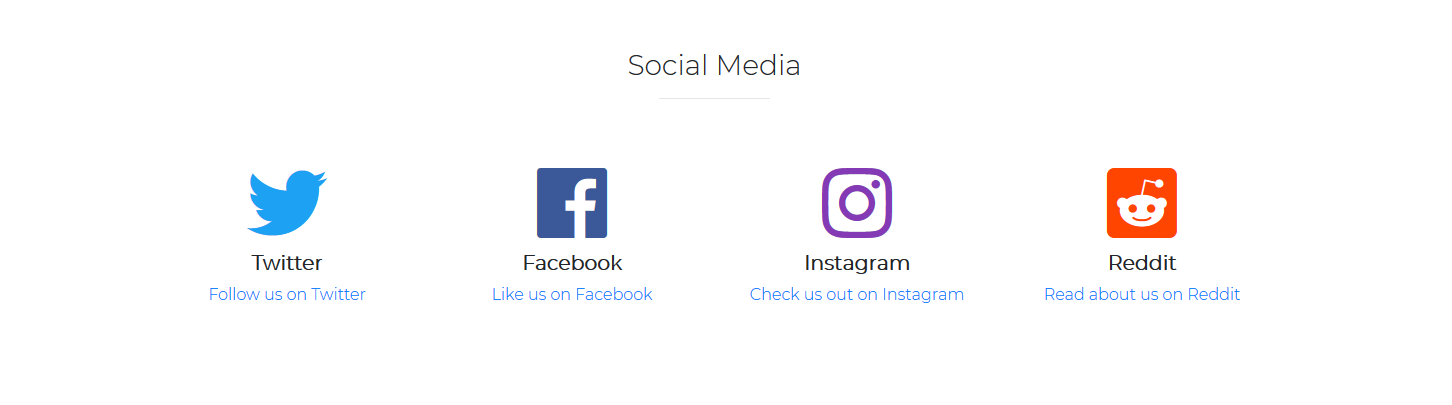 Social Media
Twitter
Follow us on Twitter
Facebook
Like us on Facebook
Instagram
Check us out on Instagram
Reddit
Read about us on Reddit